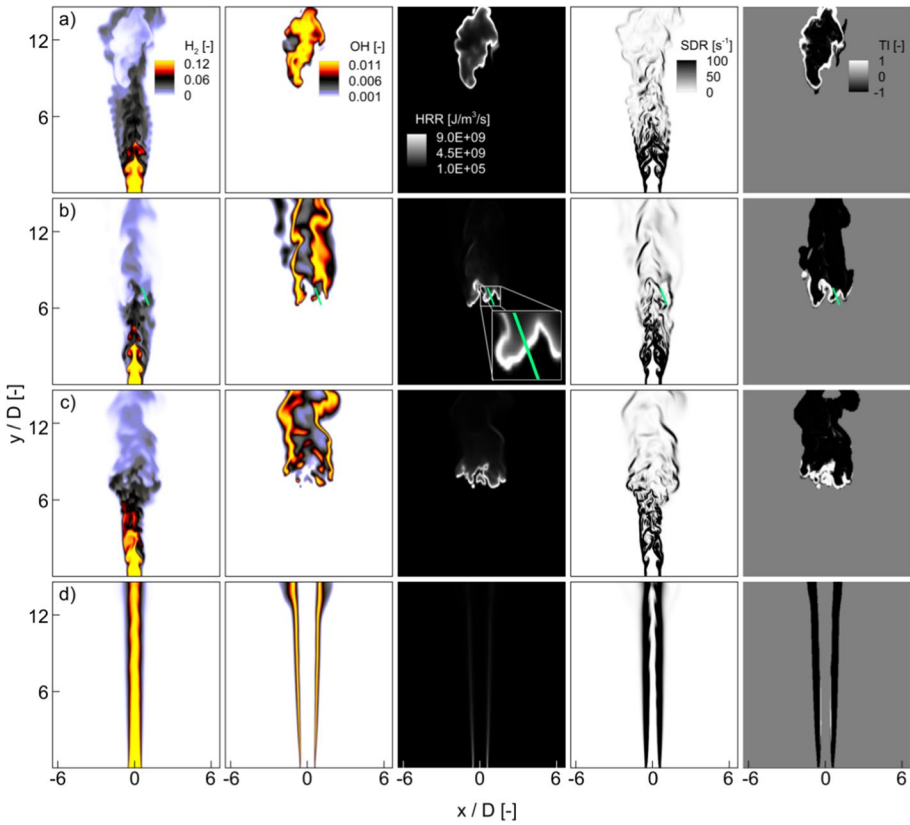 a)
12
6
H2 [-]
0.12
0.06
0
OH [-]
0.011
0.006
0.001
HRR [J/m³/s]
9.0E+09
4.5E+09
1.0E+05
SDR [s⁻¹]
100
50
0
TI [-]
1
0
-1
b)
12
6
c)
12
6
d)
12
6
y / D [-]
-6 0 6
-6 0 6
-6 0 6
-6 0 6
-6 0 6
x / D [-]